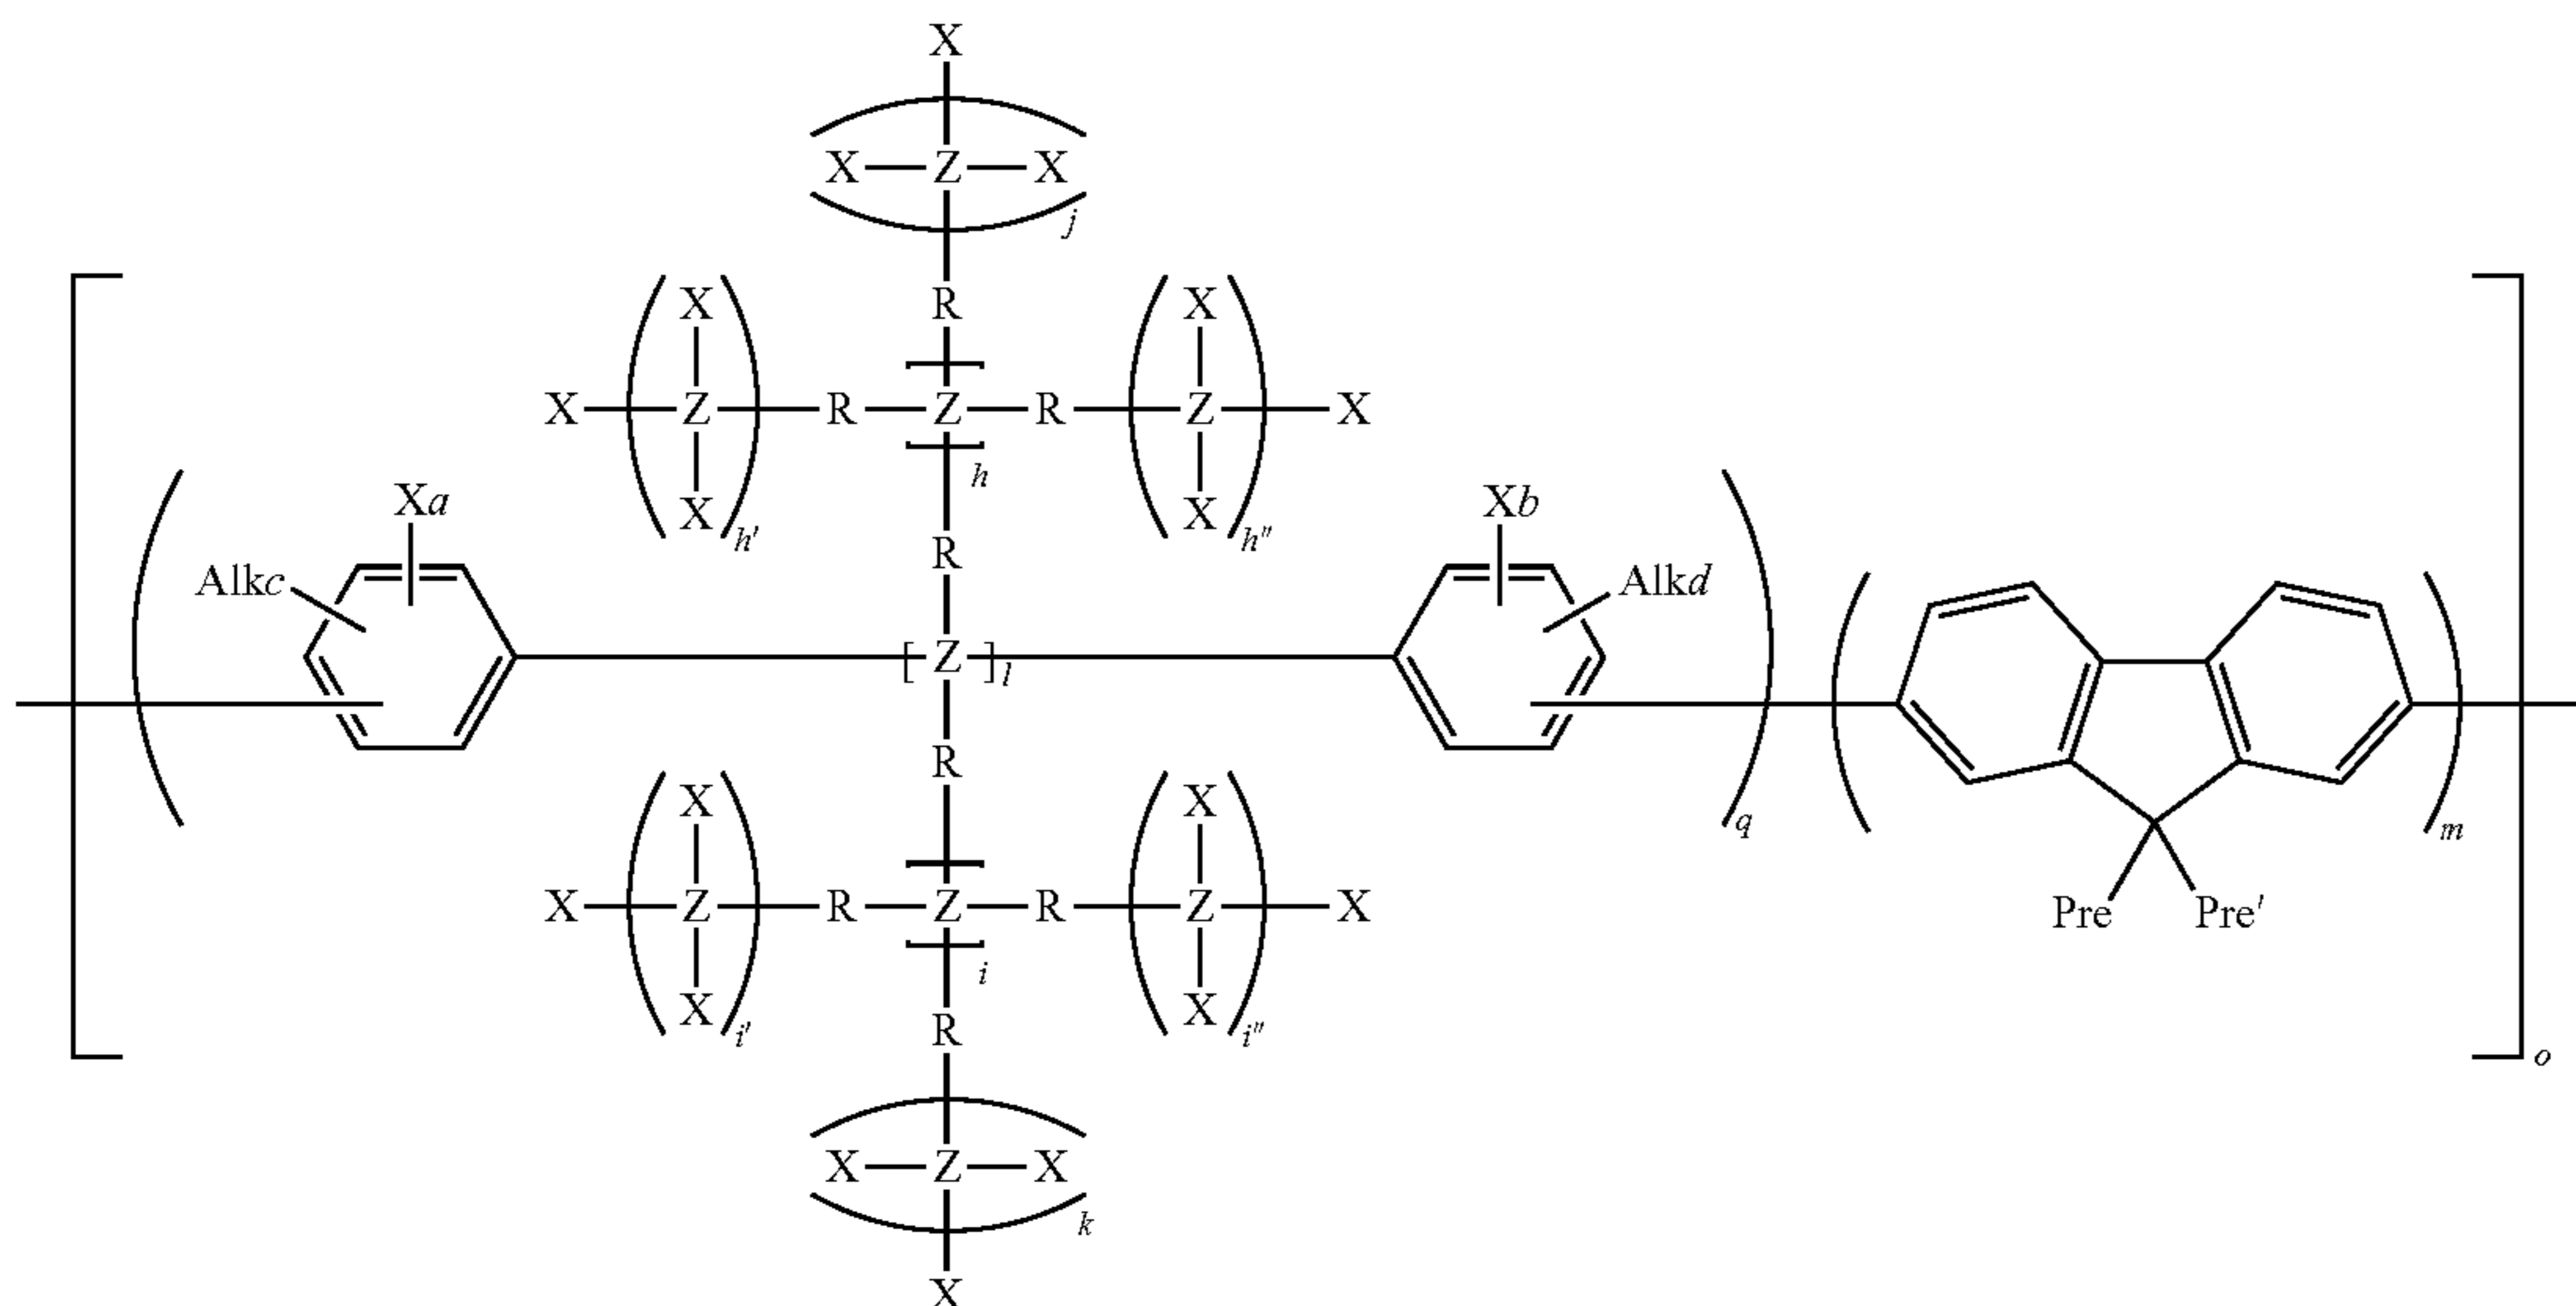 X
X Z X
j
R
X X
X Z R Z R Z X
h
X X
h' h"
Xa Xb
R
Alkc Alkd
[ Z ]l
R
q m
X X
Pre Pre'
X Z R Z R Z X
i
X X
i' i"
R
o
X Z X
k
X